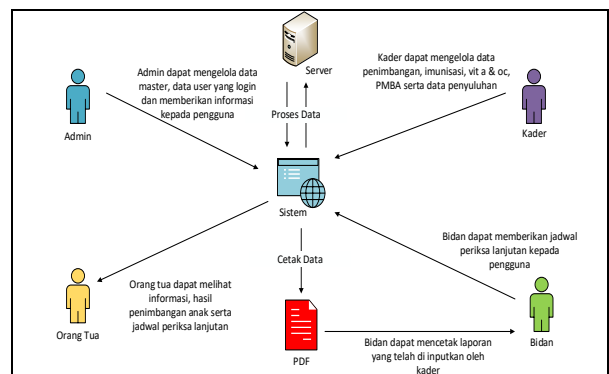 Server
Admin dapat mengelola data
master, data user yang login
dan memberikan informasi
kepada pengguna
Kader dapat mengelola data
penimbangan, imunisasi, vit a & oc,
PMBA serta data penyuluhan
Admin
Proses Data
Kader
Sistem
Cetak Data
Bidan dapat memberikan jadwal
periksa lanjutan kepada
pengguna
Orang tua dapat melihat
informasi, hasil
penimbangan anak serta
jadwal periksa lanjutan
Orang Tua
PDF
Bidan dapat mencetak laporan
yang telah di inputkan oleh
kader
Bidan